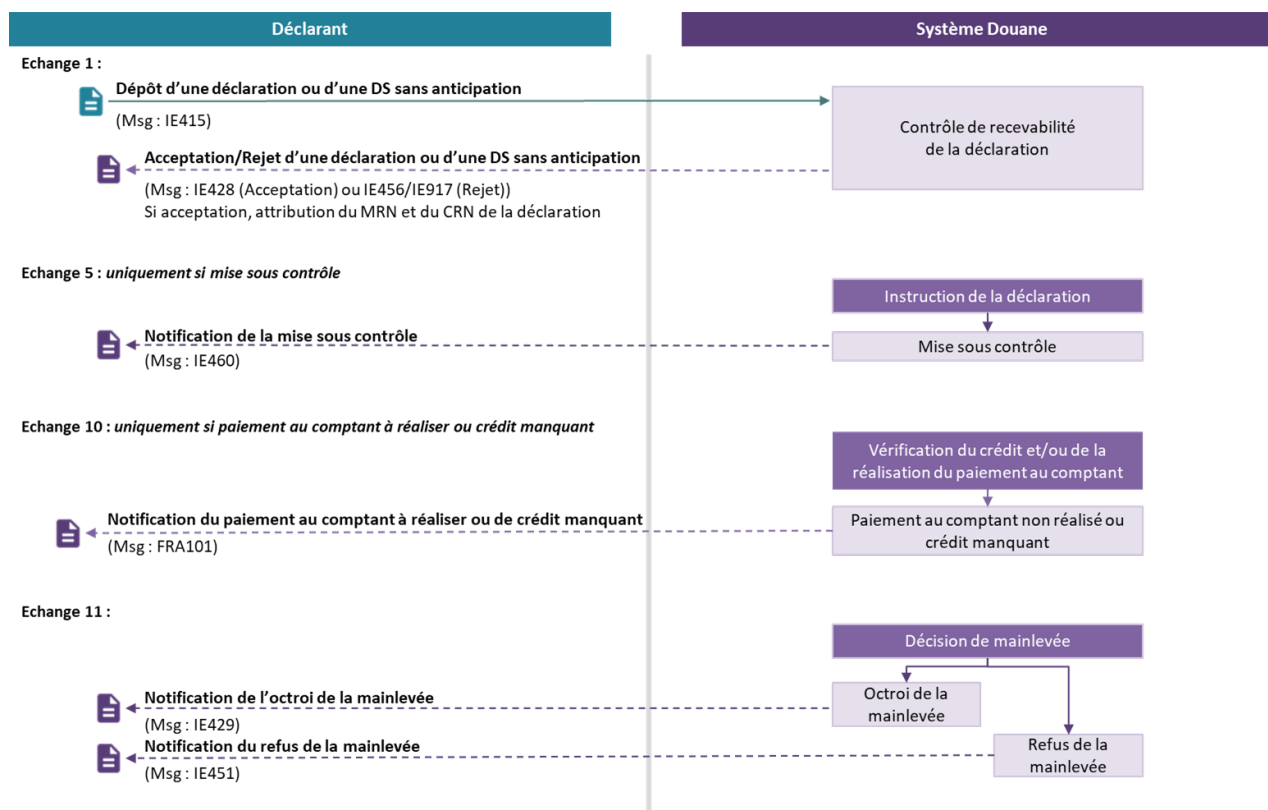 Déclarant
Système Douane
Echange 1 :
Dépôt d’une déclaration ou d’une DS sans anticipation
(Msg : IE415)
Contrôle de recevabilité
de la déclaration
Acceptation/Rejet d’une déclaration ou d’une DS sans anticipation
(Msg : IE428 (Acceptation) ou IE456/IE917 (Rejet))
Si acceptation, attribution du MRN et du CRN de la déclaration
Echange 5 : uniquement si mise sous contrôle
Instruction de la déclaration
Notification de la mise sous contrôle
(Msg : IE460)
Mise sous contrôle
Echange 10 : uniquement si paiement au comptant à réaliser ou crédit manquant
Vérification du crédit et/ou de la
réalisation du paiement au comptant
Notification du paiement au comptant à réaliser ou de crédit manquant
(Msg : FRA101)
Paiement au comptant non réalisé ou
crédit manquant
Echange 11 :
Décision de mainlevée
Notification de l’octroi de la mainlevée
(Msg : IE429)
Octroi de la
mainlevée
Notification du refus de la mainlevée
(Msg : IE451)
Refus de la
mainlevée